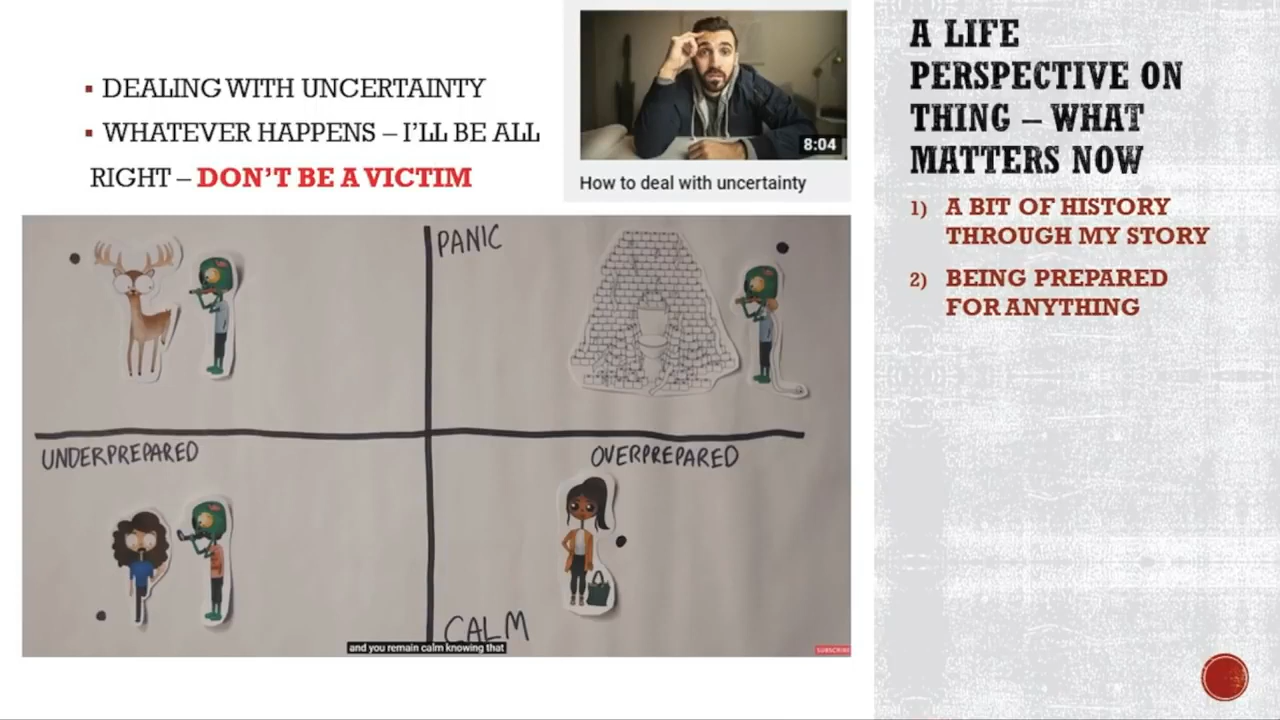 DEALING WITH UNCERTAINTY
WHATEVER HAPPENS – I'LL BE ALL
RIGHT – DON'T BE A VICTIM
8:04
How to deal with uncertainty
PANIC
UNDERPREPARED
OVERPREPARED
CALM
and you remain calm knowing that
SUBSCRIBE
A LIFE
PERSPECTIVE ON
THING – WHAT
MATTERS NOW
1) A BIT OF HISTORY
THROUGH MY STORY
2) BEING PREPARED
FOR ANYTHING